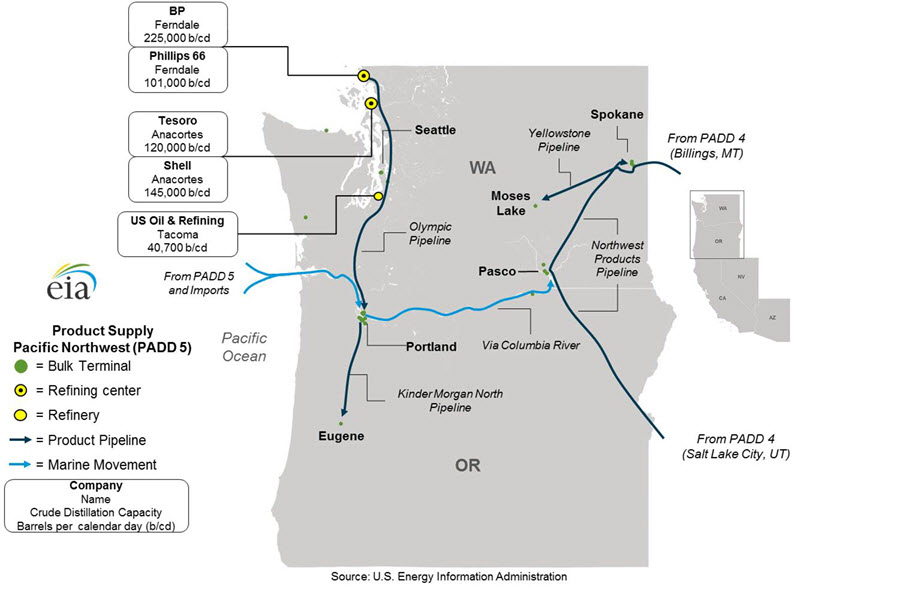 BP
Ferndale
225,000 b/cd
Phillips 66
Ferndale
101,000 b/cd
Tesoro
Anacortes
120,000 b/cd
Shell
Anacortes
145,000 b/cd
US Oil & Refining
Tacoma
40,700 b/cd
Seattle
WA
Spokane
Yellowstone
Pipeline
From PADD 4
(Billings, MT)
Moses
Lake
Olympic
Pipeline
Northwest
Products
Pipeline
Pasco
From PADD 5
and Imports
WA
OR
NV
CA
AZ
eia
Pacific
Ocean
Portland
Via Columbia River
Kinder Morgan North
Pipeline
Eugene
OR
From PADD 4
(Salt Lake City, UT)
Product Supply
Pacific Northwest (PADD 5)
= Bulk Terminal
= Refining center
= Refinery
= Product Pipeline
= Marine Movement
Company
Name
Crude Distillation Capacity
Barrels per calendar day (b/cd)
Source: U.S. Energy Information Administration